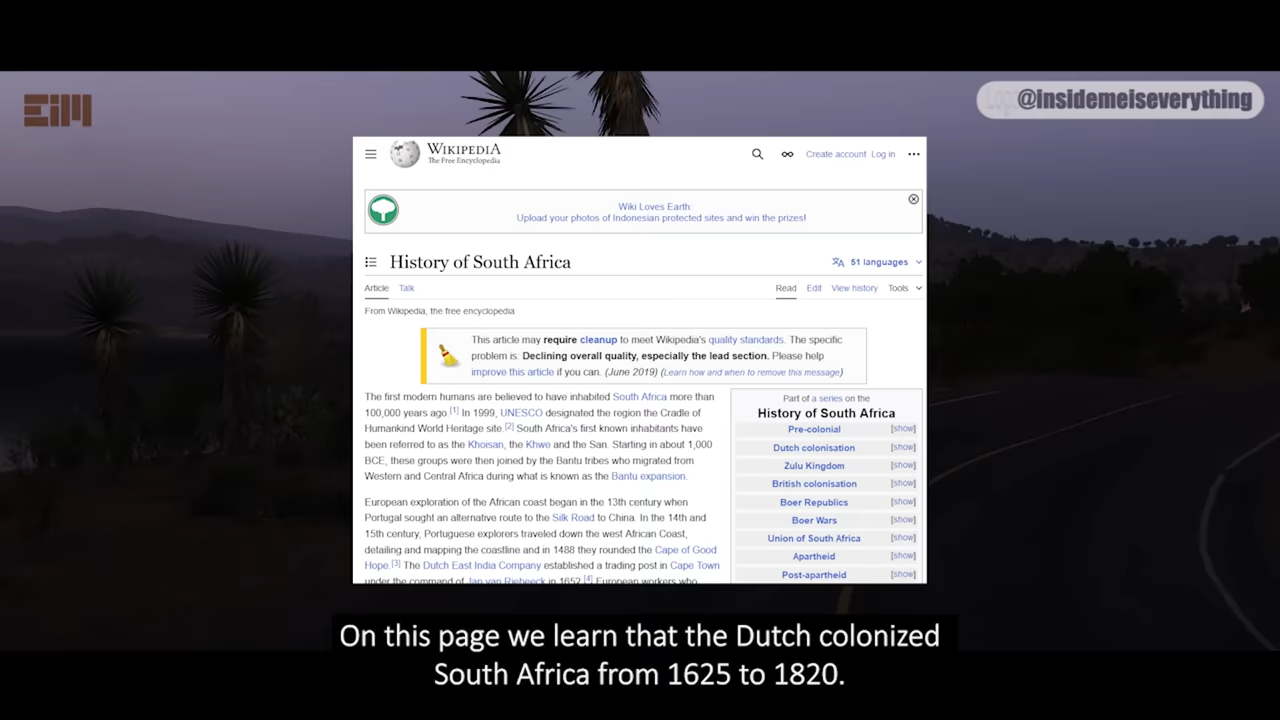 EIM
@insidemeiseverything
WIKIPEDIA
The Free Encyclopedia
Create account Log in
Wiki Loves Earth:
Upload your photos of Indonesian protected sites and win the prizes!
History of South Africa
51 languages
Article Talk
Read Edit View history Tools
From Wikipedia, the free encyclopedia
This article may require cleanup to meet Wikipedia's quality standards. The specific
problem is: Declining overall quality, especially the lead section. Please help
improve this article if you can. (June 2019) (Learn how and when to remove this message)
The first modern humans are believed to have inhabited South Africa more than
100,000 years ago.[1] In 1999, UNESCO designated the region the Cradle of
Humankind World Heritage site.[2] South Africa's first known inhabitants have
been referred to as the Khoisan, the Khwe and the San. Starting in about 1,000
BCE, these groups were then joined by the Bantu tribes who migrated from
Western and Central Africa during what is known as the Bantu expansion.
European exploration of the African coast began in the 13th century when
Portugal sought an alternative route to the Silk Road to China. In the 14th and
15th century, Portuguese explorers traveled down the west African Coast,
detailing and mapping the coastline and in 1488 they rounded the Cape of Good
Hope.[3] The Dutch East India Company established a trading post in Cape Town
under the command of Jan van Riebeeck in 1652.[4] European workers who
Part of a series on the
History of South Africa
Pre-colonial [show]
Dutch colonisation [show]
Zulu Kingdom [show]
British colonisation [show]
Boer Republics [show]
Boer Wars [show]
Union of South Africa [show]
Apartheid [show]
Post-apartheid [show]
On this page we learn that the Dutch colonized
South Africa from 1625 to 1820.